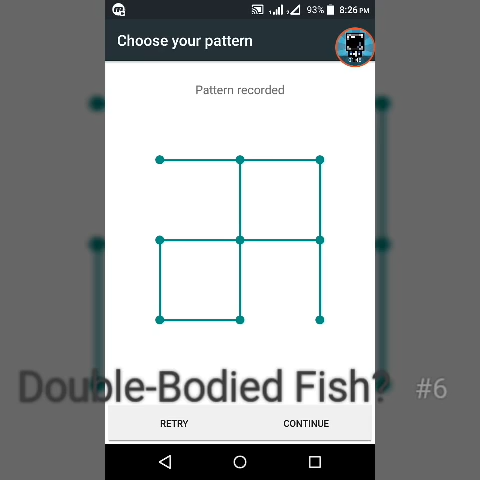 93% 8:26 PM
Choose your pattern
Pattern recorded
Double-Bodied Fish? #6
RETRY CONTINUE